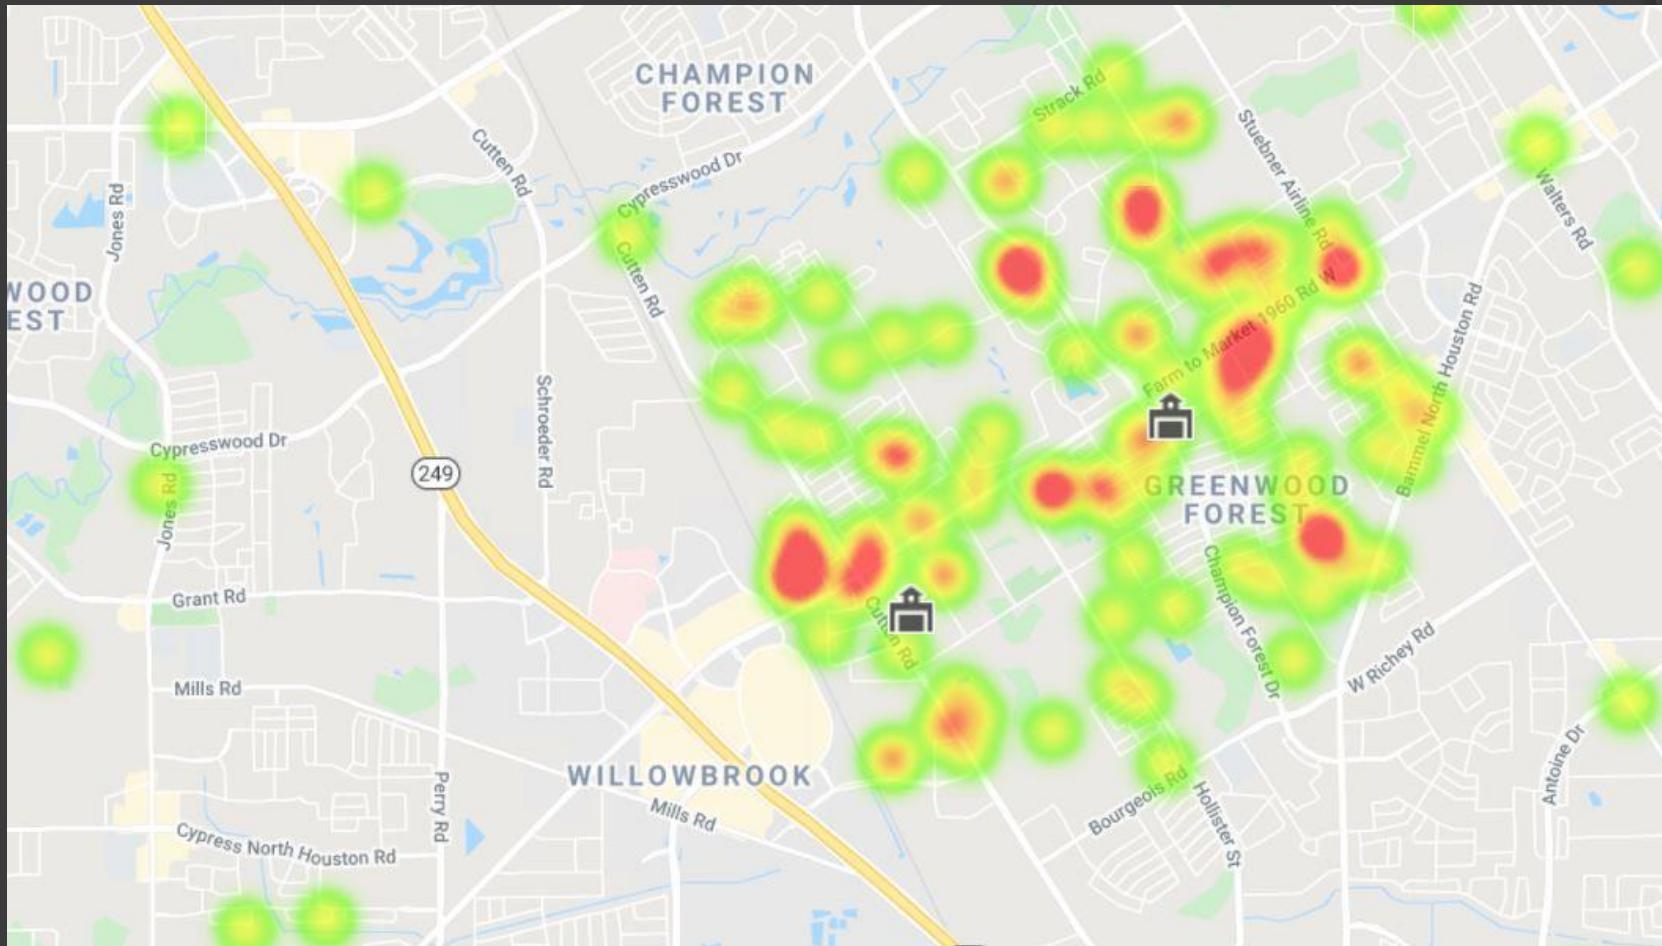 CHAMPION
FOREST
Strack Rd
Cutten Rd
Stuebner Airline Rd
Cypresswood Dr
Jones Rd
Walters Rd
Cutten Rd
WOOD
EST
Farm to Market 1960 Rd W
Bammel North Houston Rd
Schroeder Rd
Cypresswood Dr
249
Jones Rd
GREENWOOD
FOREST
Grant Rd
Cutten Rd
Champion Forest Dr
W Richey Rd
Mills Rd
WILLOWBROOK
Antoine Dr
Perry Rd
Mills Rd
Bourgeois Rd
Hollister St
Cypress North Houston Rd